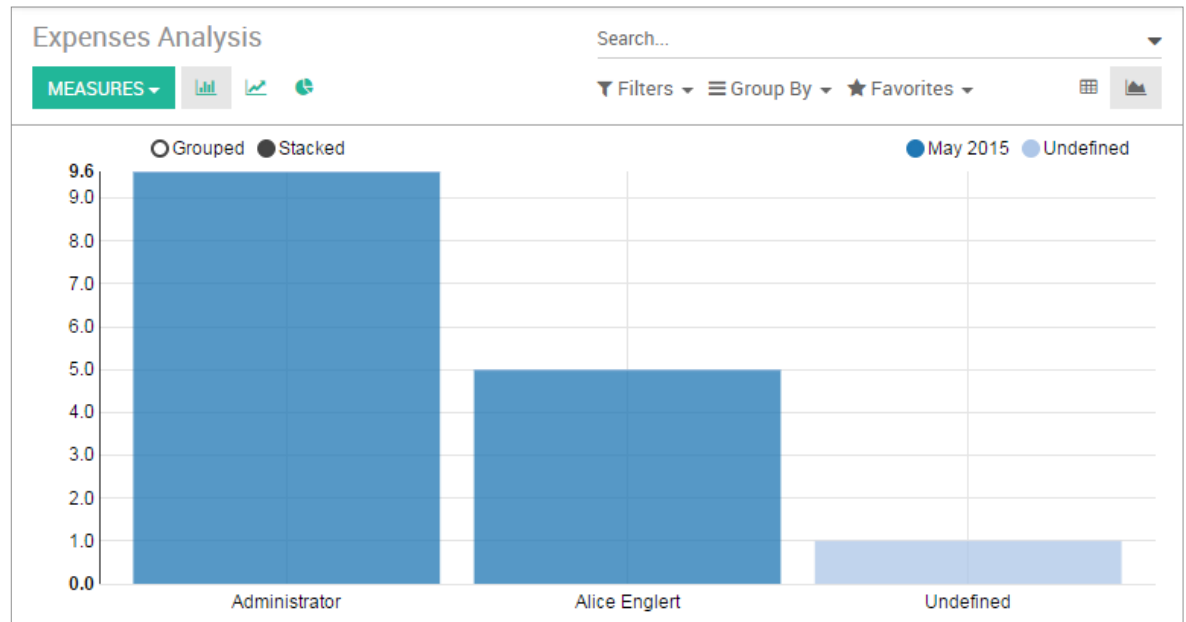 Expenses Analysis
Search...
MEASURES
Filters Group By Favorites
Grouped Stacked
May 2015 Undefined
9.6
9.0
8.0
7.0
6.0
5.0
4.0
3.0
2.0
1.0
0.0
Administrator Alice Englert Undefined